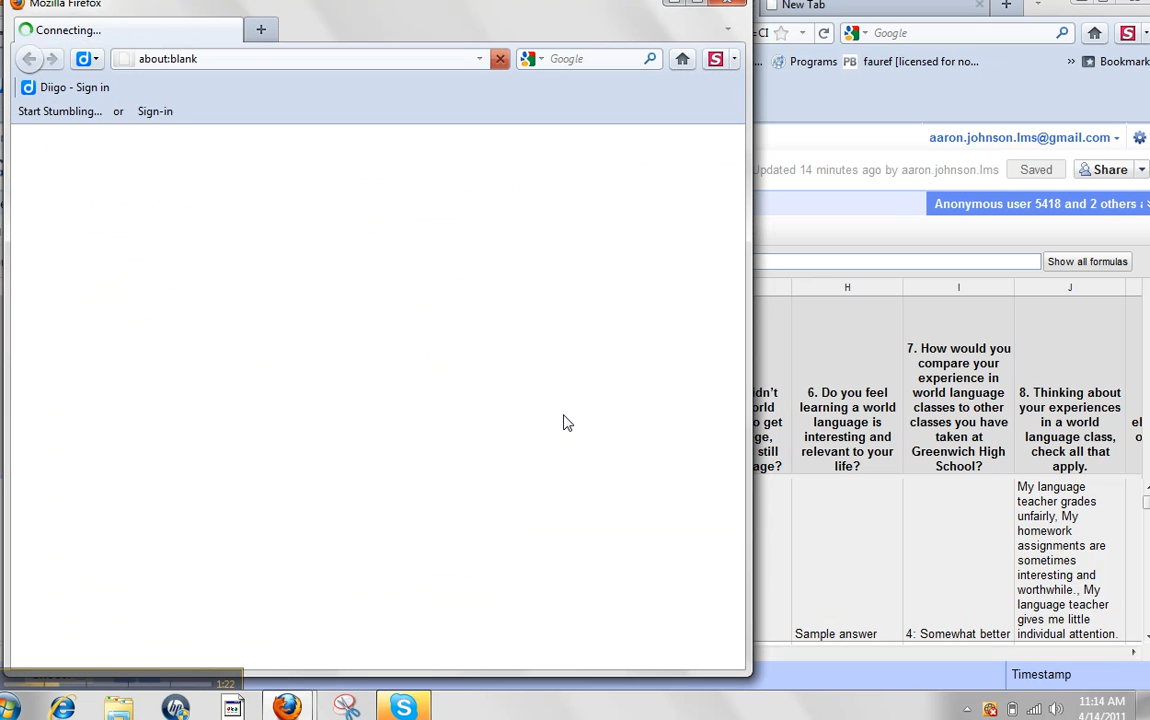 Mozilla Firefox
New Tab
Connecting...
about:blank
Google
Google
Diigo - Sign in
Programs
fauref [licensed for no...
Bookmark
Start Stumbling... or Sign-in
aaron.johnson.lms@gmail.com
Updated 14 minutes ago by aaron.johnson.lms
Saved
Share
Anonymous user 5418 and 2 others
Show all formulas
H
I
J
6. Do you feel
learning a world
language is
interesting and
relevant to your
life?
7. How would you
compare your
experience in
world language
classes to other
classes you have
taken at
Greenwich High
School?
8. Thinking about
your experiences
in a world
language class,
check all that
apply.
Sample answer
4: Somewhat better
My language
teacher grades
unfairly, My
homework
assignments are
sometimes
interesting and
worthwhile., My
language teacher
gives me little
individual attention.
Timestamp
1:22
11:14 AM
4/14/2011